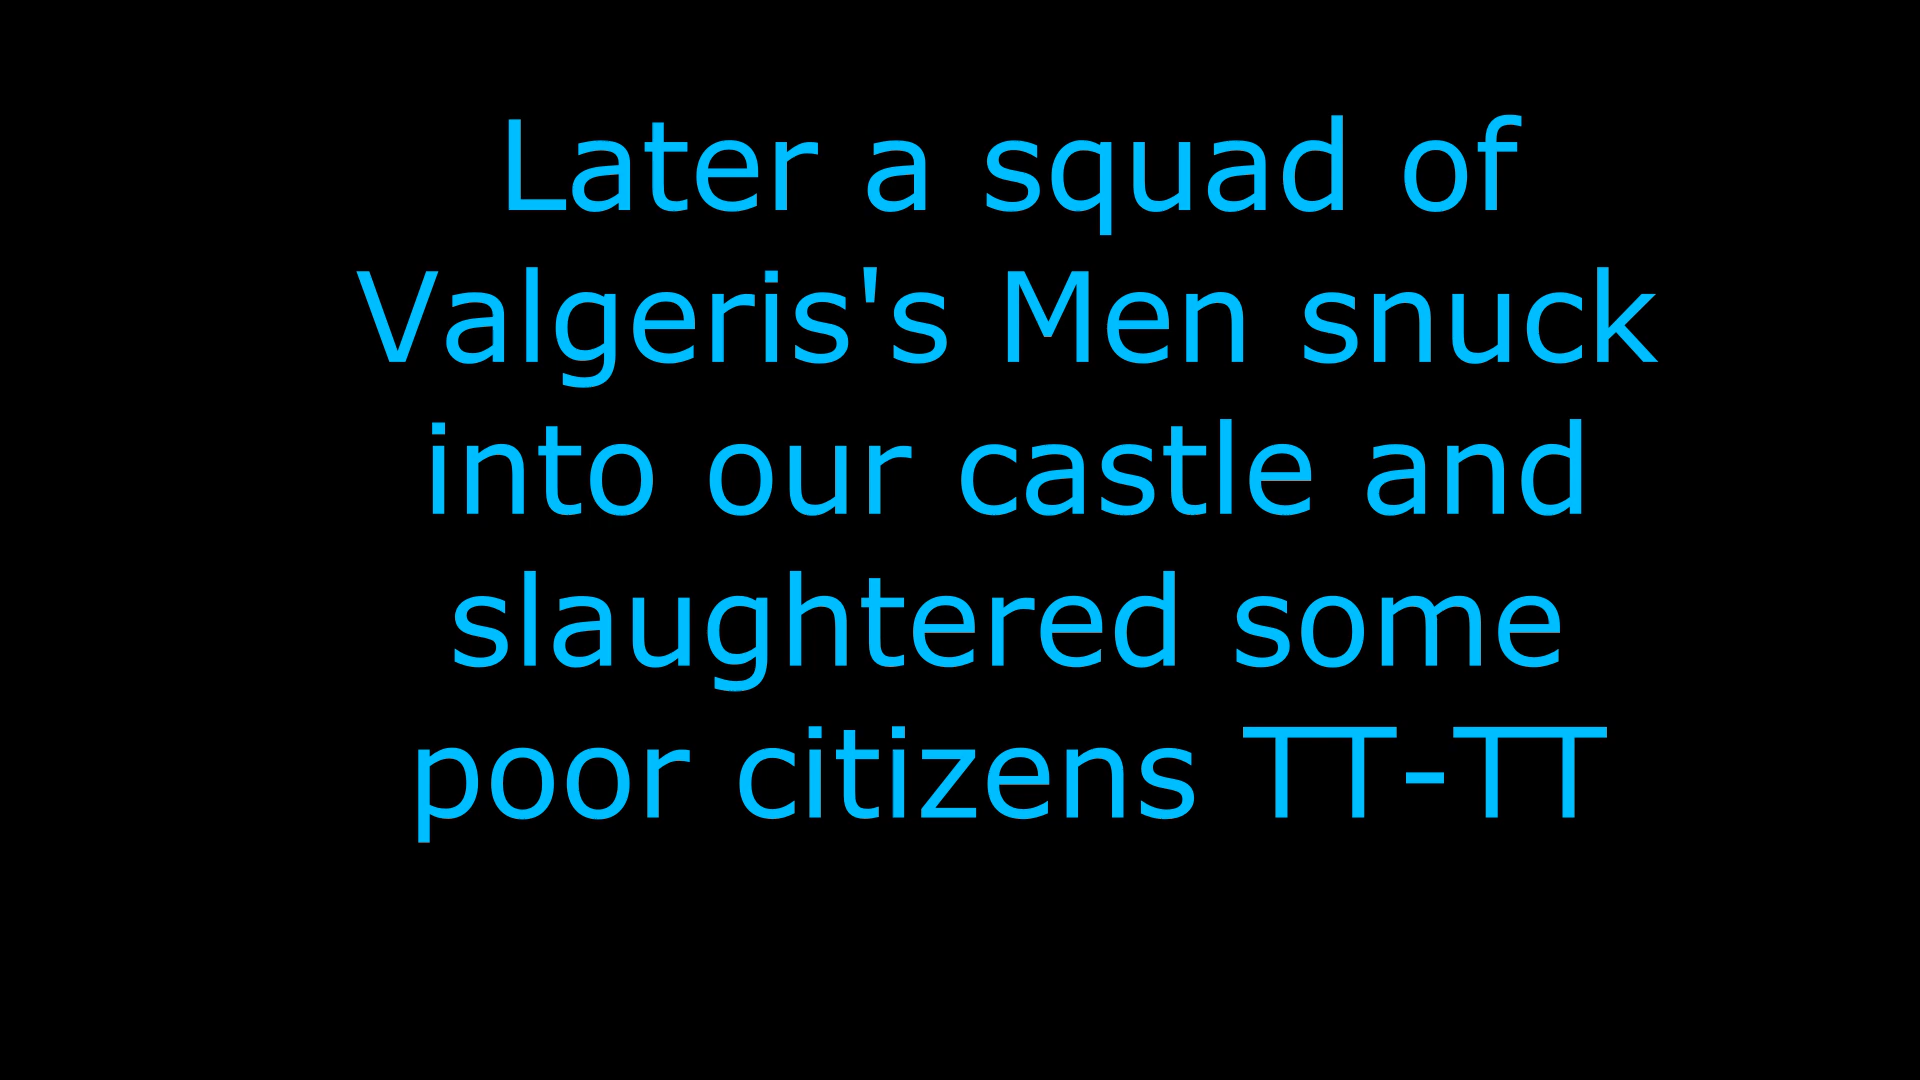 Later a squad of
Valgeris's Men snuck
into our castle and
slaughtered some
poor citizens TT-TT